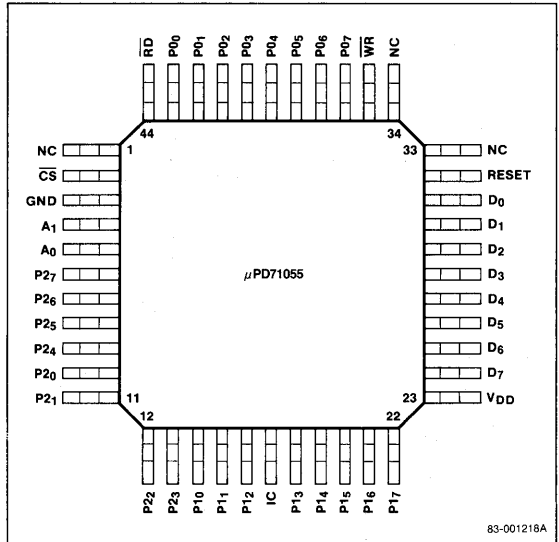 RD P00 P01 P02 P03 P04 P05 P06 P07 WR NC
44 34
NC 1 33 NC
CS RESET
GND D0
A1 D1
A0 D2
P27 µPD71055 D3
P26 D4
P25 D5
P24 D6
P20 D7
P21 11 23 VDD
12 22
P22 P23 P10 P11 P12 IC P13 P14 P15 P16 P17
83-001218A